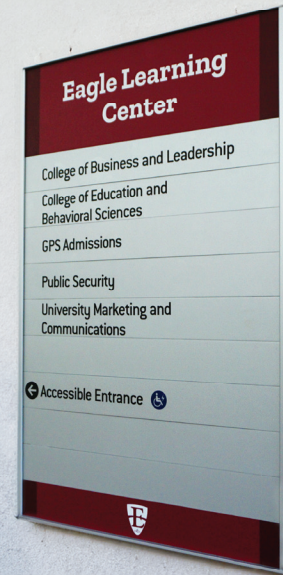 Eagle Learning
Center
College of Business and Leadership
College of Education and
Behavioral Sciences
GPS Admissions
Public Security
University Marketing and
Communications
Accessible Entrance
E